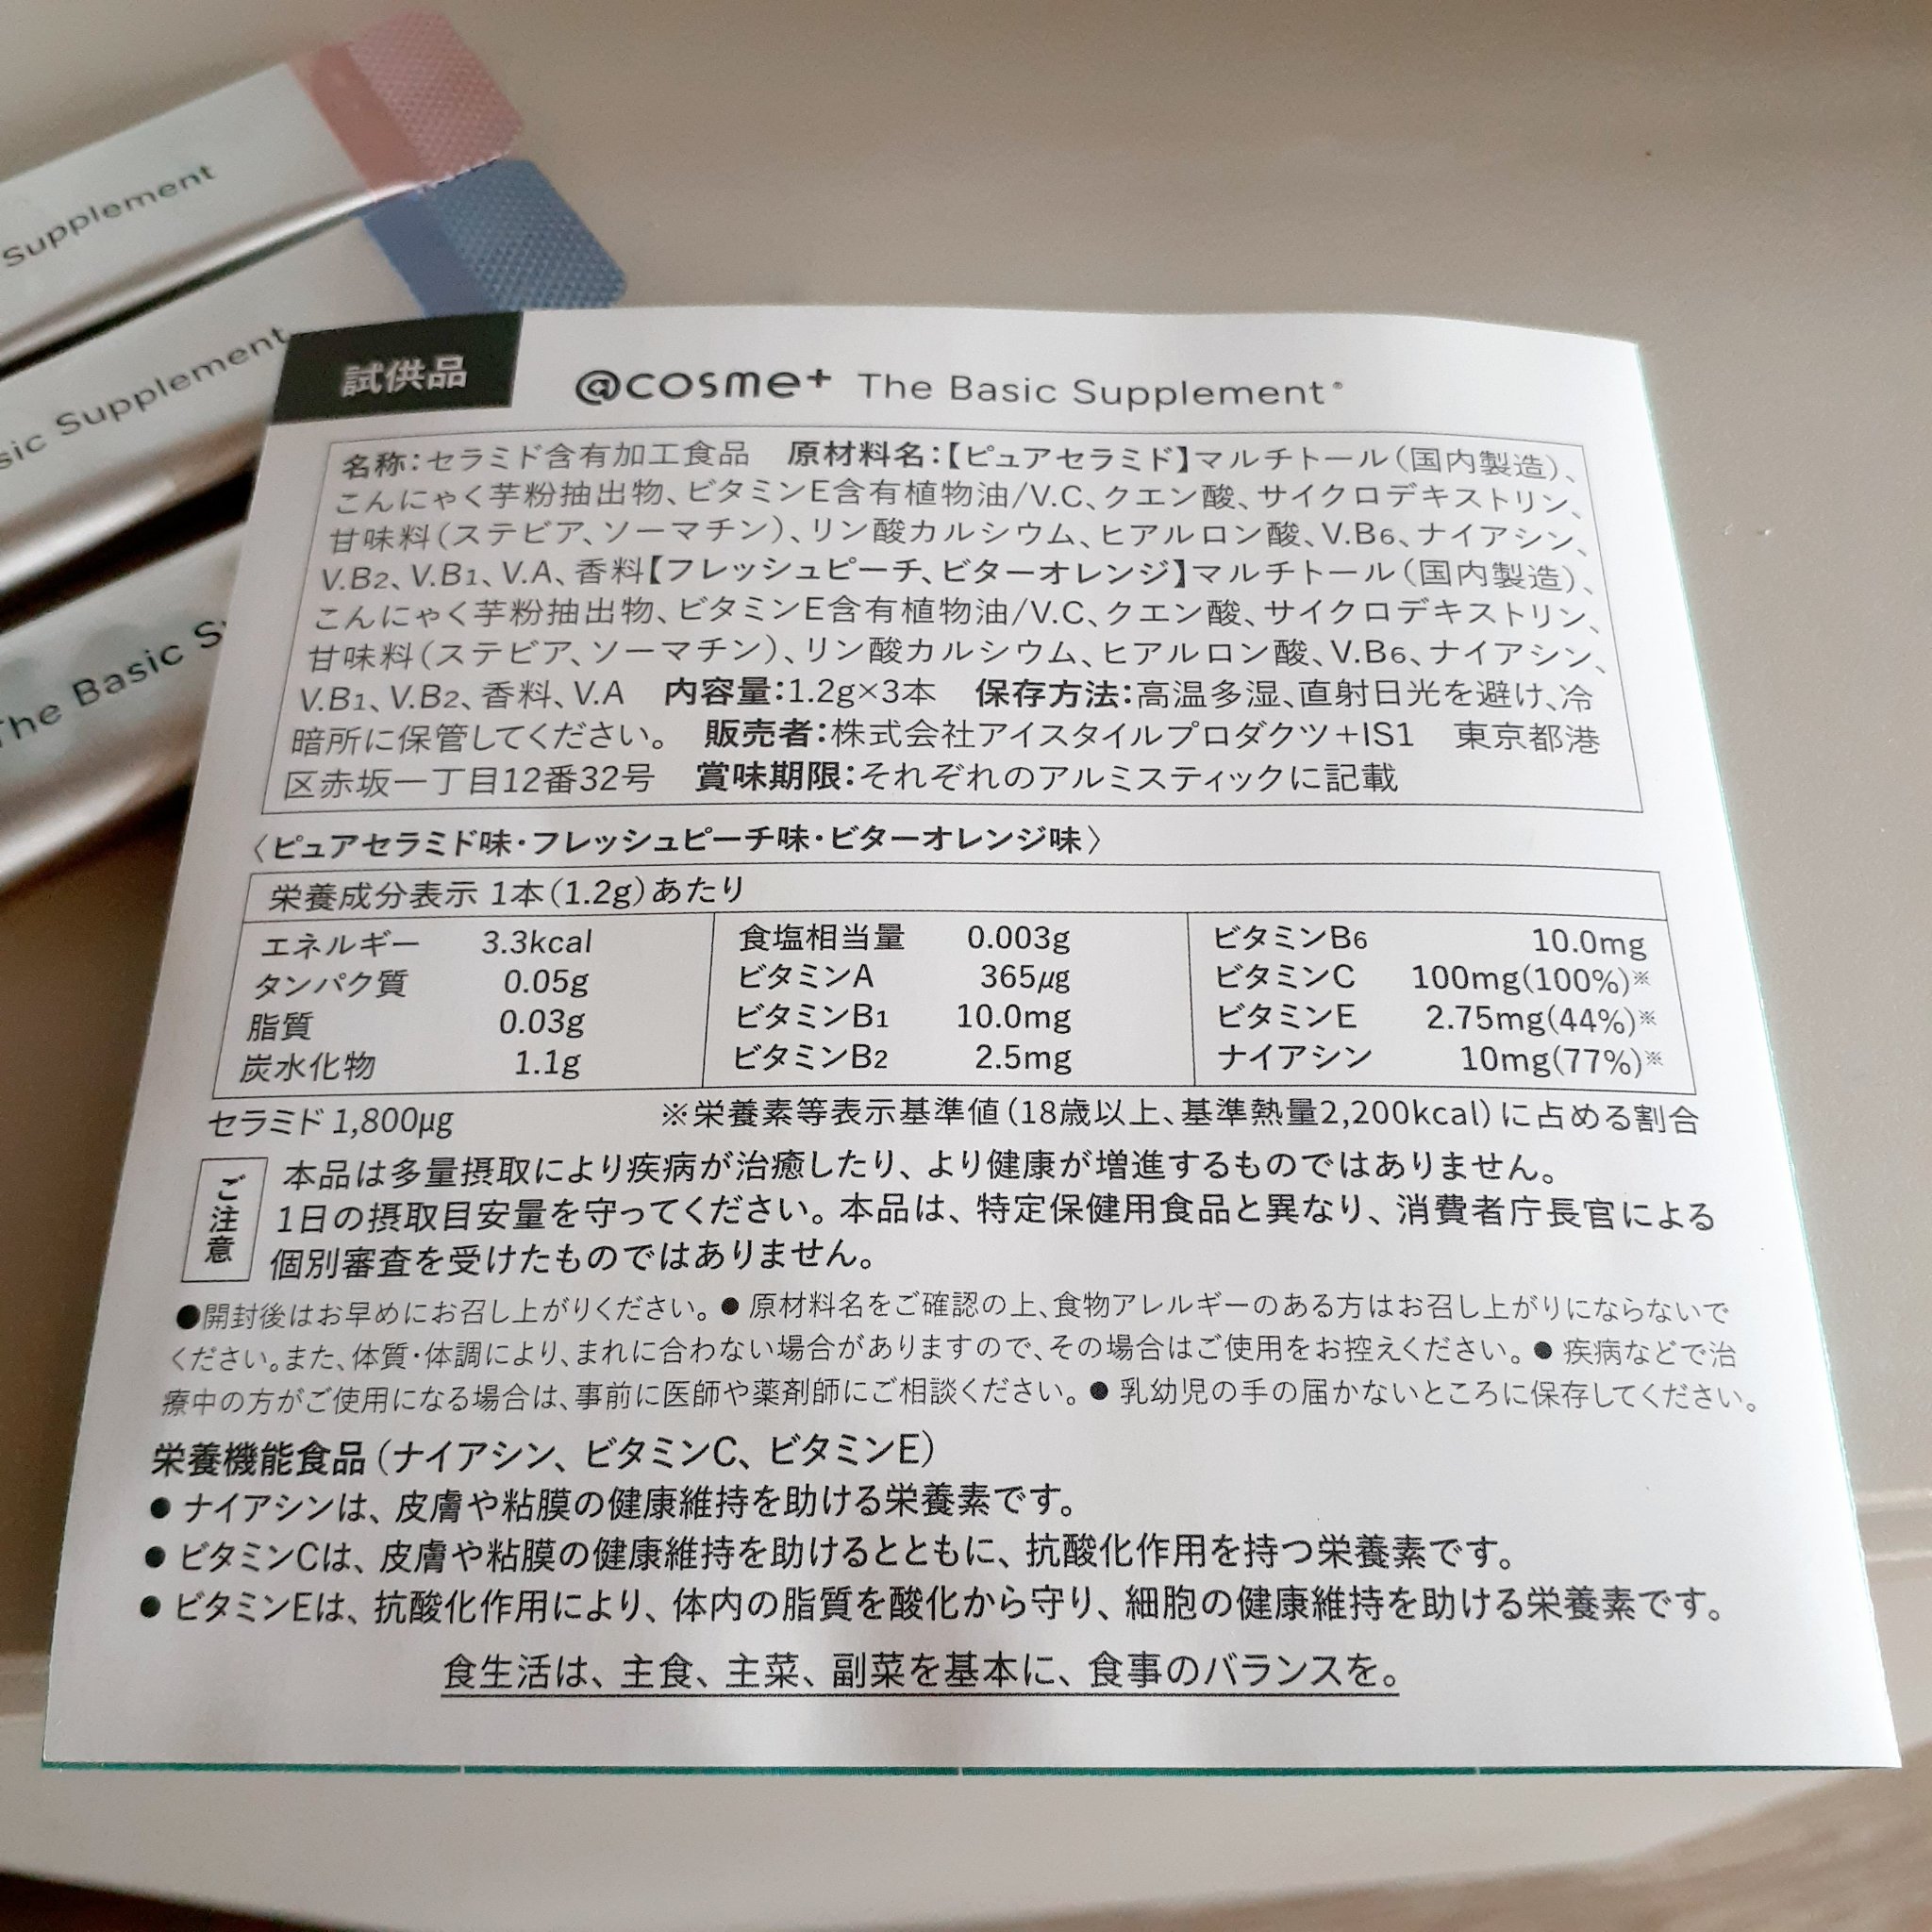 Supplement
sic Supplement
The Basic S
試供品
@cosme+ The Basic Supplement®
名称：セラミド含有加工食品　原材料名：【ピュアセラミド】マルチトール（国内製造）、
こんにゃく芋粉抽出物、ビタミンE含有植物油/V.C、クエン酸、サイクロデキストリン、
甘味料（ステビア、ソーマチン）、リン酸カルシウム、ヒアルロン酸、V.B6、ナイアシン、
V.B2、V.B1、V.A、香料【フレッシュピーチ、ビターオレンジ】マルチトール（国内製造）、
こんにゃく芋粉抽出物、ビタミンE含有植物油/V.C、クエン酸、サイクロデキストリン、
甘味料（ステビア、ソーマチン）、リン酸カルシウム、ヒアルロン酸、V.B6、ナイアシン、
V.B1、V.B2、香料、V.A　内容量：1.2g×3本　保存方法：高温多湿、直射日光を避け、冷
暗所に保管してください。　販売者：株式会社アイスタイルプロダクツ＋IS1　東京都港
区赤坂一丁目12番32号　賞味期限：それぞれのアルミスティックに記載
〈ピュアセラミド味・フレッシュピーチ味・ビターオレンジ味〉
栄養成分表示 1本（1.2g）あたり
エネルギー 3.3kcal 食塩相当量 0.003g ビタミンB6 10.0mg
タンパク質 0.05g ビタミンA 365μg ビタミンC 100mg(100%)※
脂質 0.03g ビタミンB1 10.0mg ビタミンE 2.75mg(44%)※
炭水化物 1.1g ビタミンB2 2.5mg ナイアシン 10mg(77%)※
セラミド 1,800μg ※栄養素等表示基準値（18歳以上、基準熱量2,200kcal）に占める割合
ご注意
本品は多量摂取により疾病が治癒したり、より健康が増進するものではありません。
1日の摂取目安量を守ってください。本品は、特定保健用食品と異なり、消費者庁長官による
個別審査を受けたものではありません。
●開封後はお早めにお召し上がりください。● 原材料名をご確認の上、食物アレルギーのある方はお召し上がりにならないで
ください。また、体質・体調により、まれに合わない場合がありますので、その場合はご使用をお控えください。● 疾病などで治
療中の方がご使用になる場合は、事前に医師や薬剤師にご相談ください。● 乳幼児の手の届かないところに保存してください。
栄養機能食品（ナイアシン、ビタミンC、ビタミンE）
● ナイアシンは、皮膚や粘膜の健康維持を助ける栄養素です。
● ビタミンCは、皮膚や粘膜の健康維持を助けるとともに、抗酸化作用を持つ栄養素です。
● ビタミンEは、抗酸化作用により、体内の脂質を酸化から守り、細胞の健康維持を助ける栄養素です。
食生活は、主食、主菜、副菜を基本に、食事のバランスを。